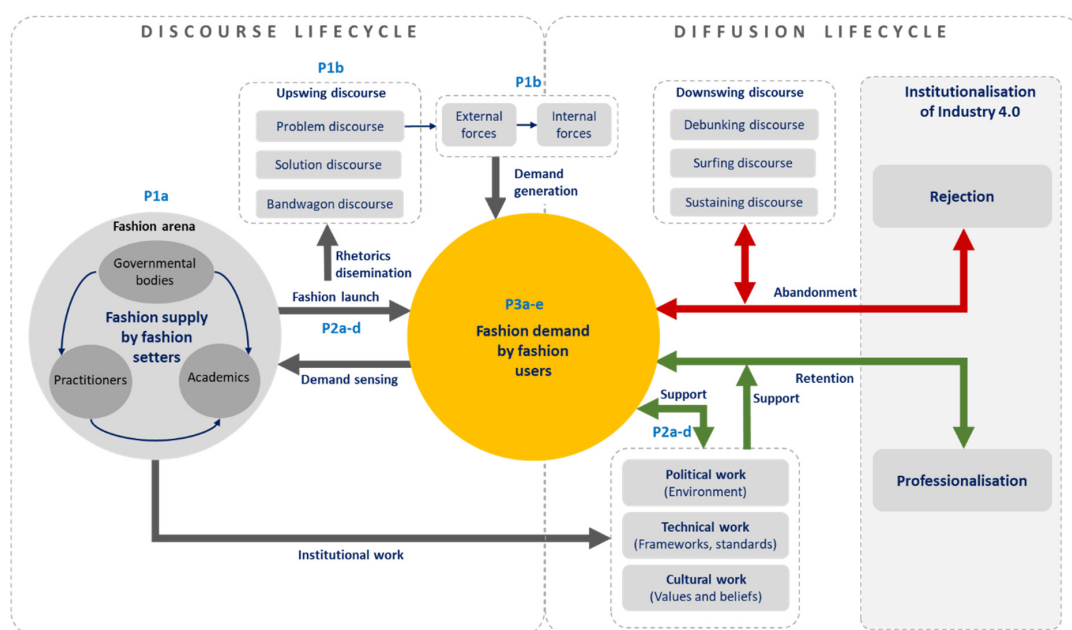 DISCOURSE LIFECYCLE
DIFFUSION LIFECYCLE
P1b
Upswing discourse
Problem discourse
Solution discourse
Bandwagon discourse
P1b
External
forces
Internal
forces
Demand
generation
Downswing discourse
Debunking discourse
Surfing discourse
Sustaining discourse
Institutionalisation
of Industry 4.0
Rejection
P1a
Fashion arena
Governmental
bodies
Fashion supply
by fashion
setters
Practitioners
Academics
Rhetorics
disemination
Fashion launch
P2a-d
Demand sensing
P3a-e
Fashion demand
by fashion
users
Abandonment
Retention
Support
Support
P2a-d
Political work
(Environment)
Technical work
(Frameworks, standards)
Cultural work
(Values and beliefs)
Professionalisation
Institutional work